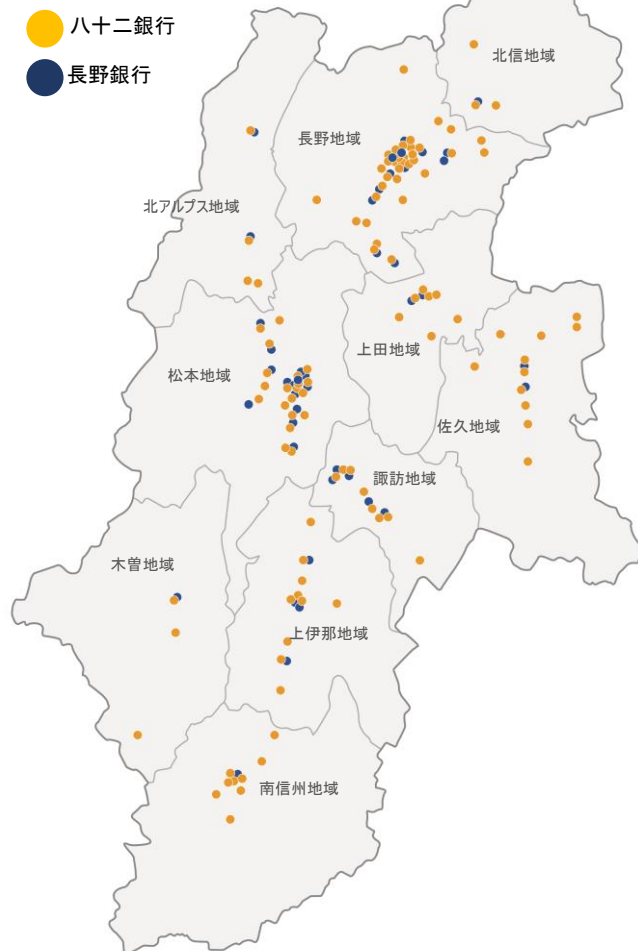 八十二銀行
長野銀行
北信地域
長野地域
北アルプス地域
上田地域
松本地域
佐久地域
諏訪地域
木曽地域
上伊那地域
南信州地域